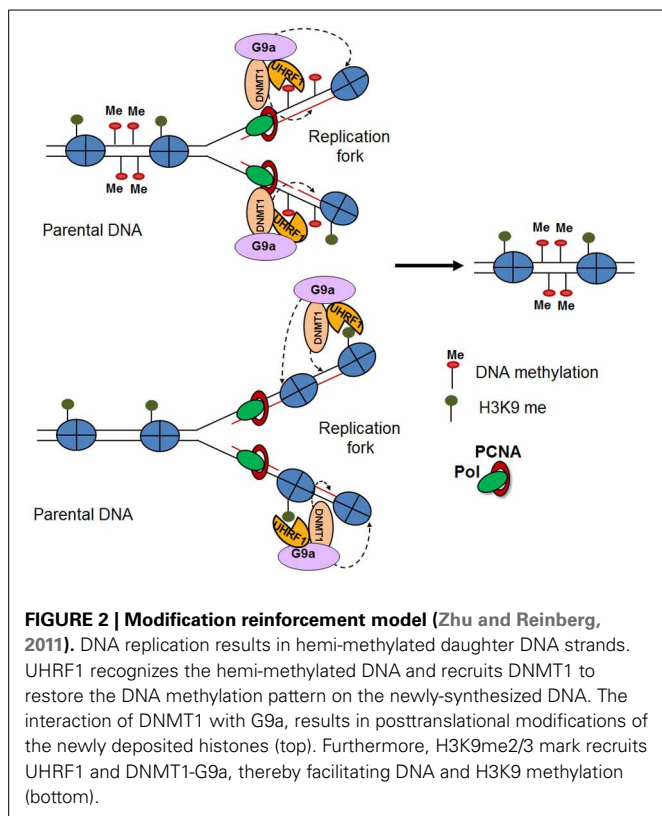 G9a
UHRF1
DNMT1
Me Me
Replication
fork
Me Me
Parental DNA
DNMT1
UHRF1
G9a
Me Me
Me Me
G9a
UHRF1
DNMT1
Me
DNA methylation
H3K9 me
Replication
fork
PCNA
Pol
Parental DNA
UHRF1
DNMT1
G9a
FIGURE 2 | Modification reinforcement model (Zhu and Reinberg,
2011). DNA replication results in hemi-methylated daughter DNA strands.
UHRF1 recognizes the hemi-methylated DNA and recruits DNMT1 to
restore the DNA methylation pattern on the newly-synthesized DNA. The
interaction of DNMT1 with G9a, results in posttranslational modifications of
the newly deposited histones (top). Furthermore, H3K9me2/3 mark recruits
UHRF1 and DNMT1-G9a, thereby facilitating DNA and H3K9 methylation
(bottom).